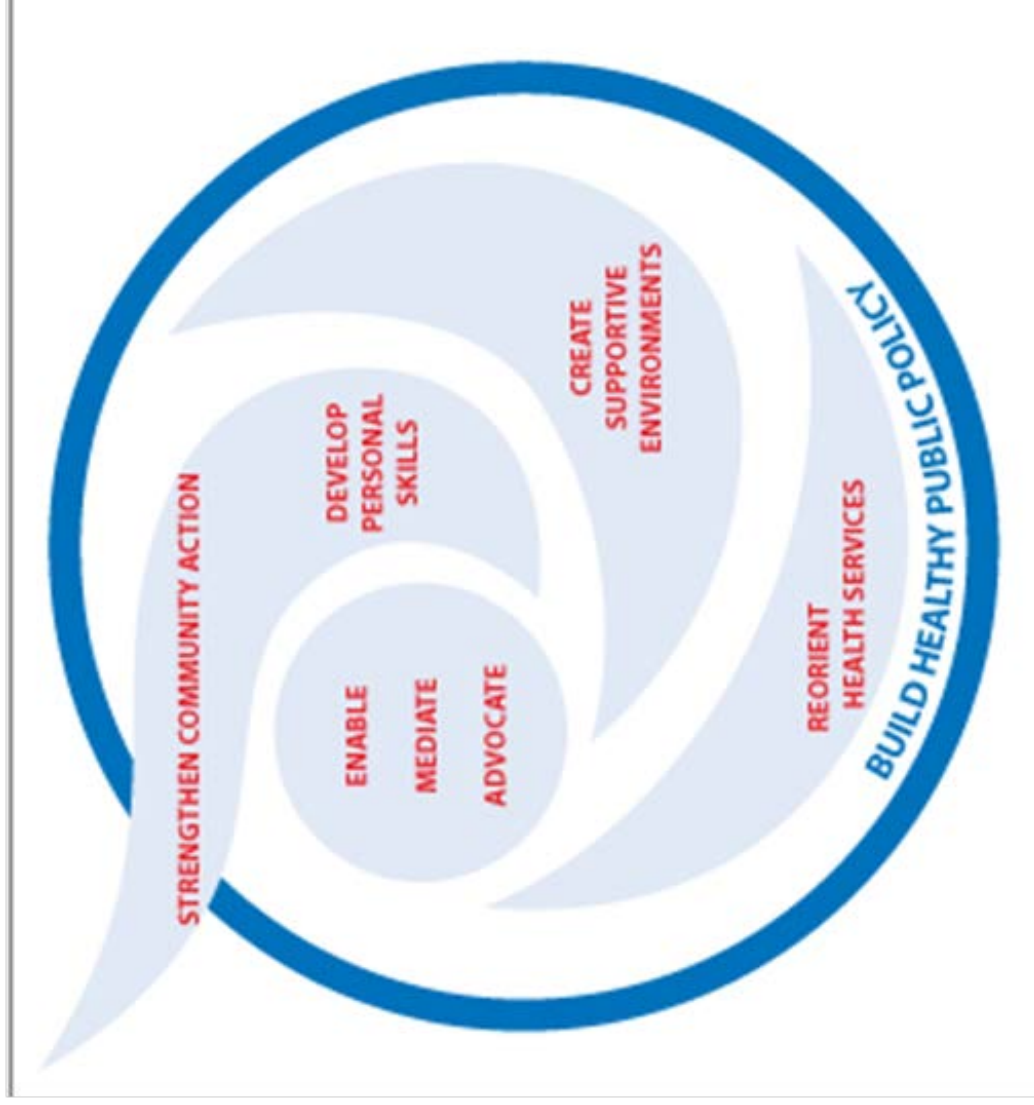 STRENGTHEN COMMUNITY ACTION
DEVELOP
PERSONAL
SKILLS
ENABLE
MEDIATE
ADVOCATE
CREATE
SUPPORTIVE
ENVIRONMENTS
REORIENT
HEALTH SERVICES
BUILD HEALTHY PUBLIC POLICY